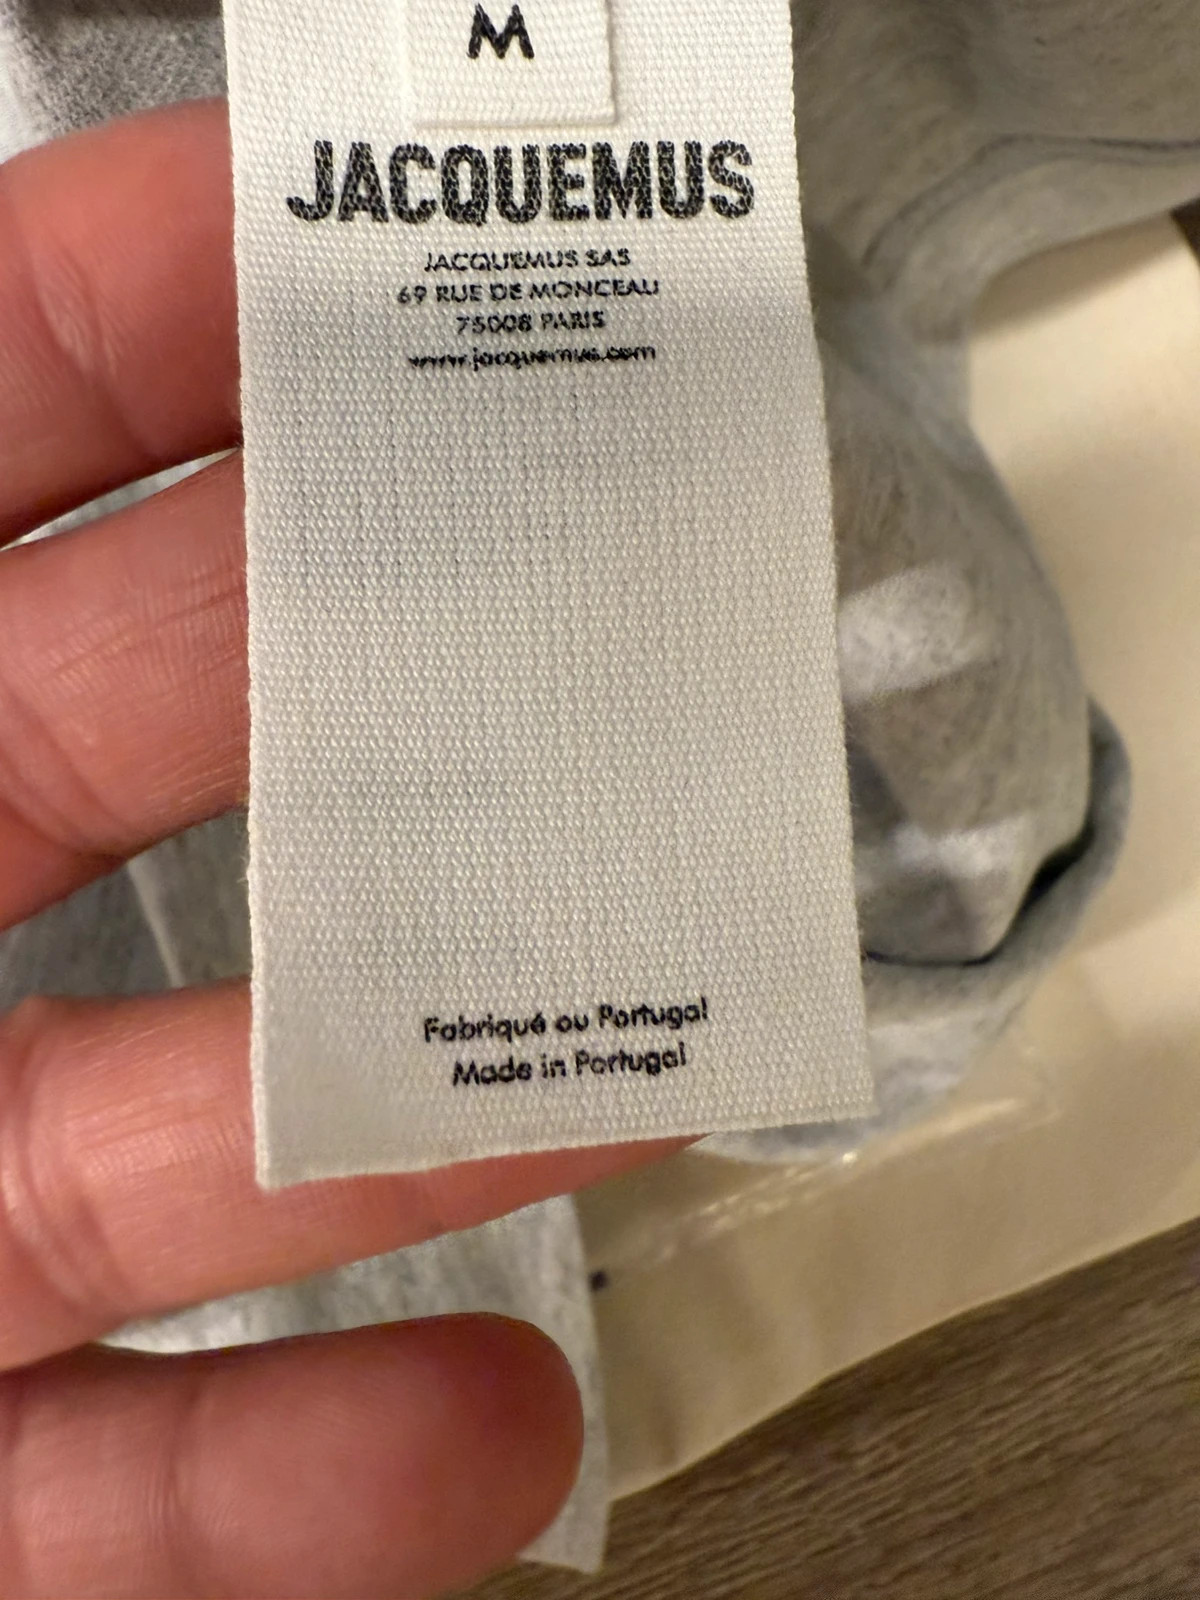 M
JACQUEMUS
JACQUEMUS SAS
69 RUE DE MONCEAU
75008 PARIS
www.jacquemus.com
Fabriqué au Portugal
Made in Portugal